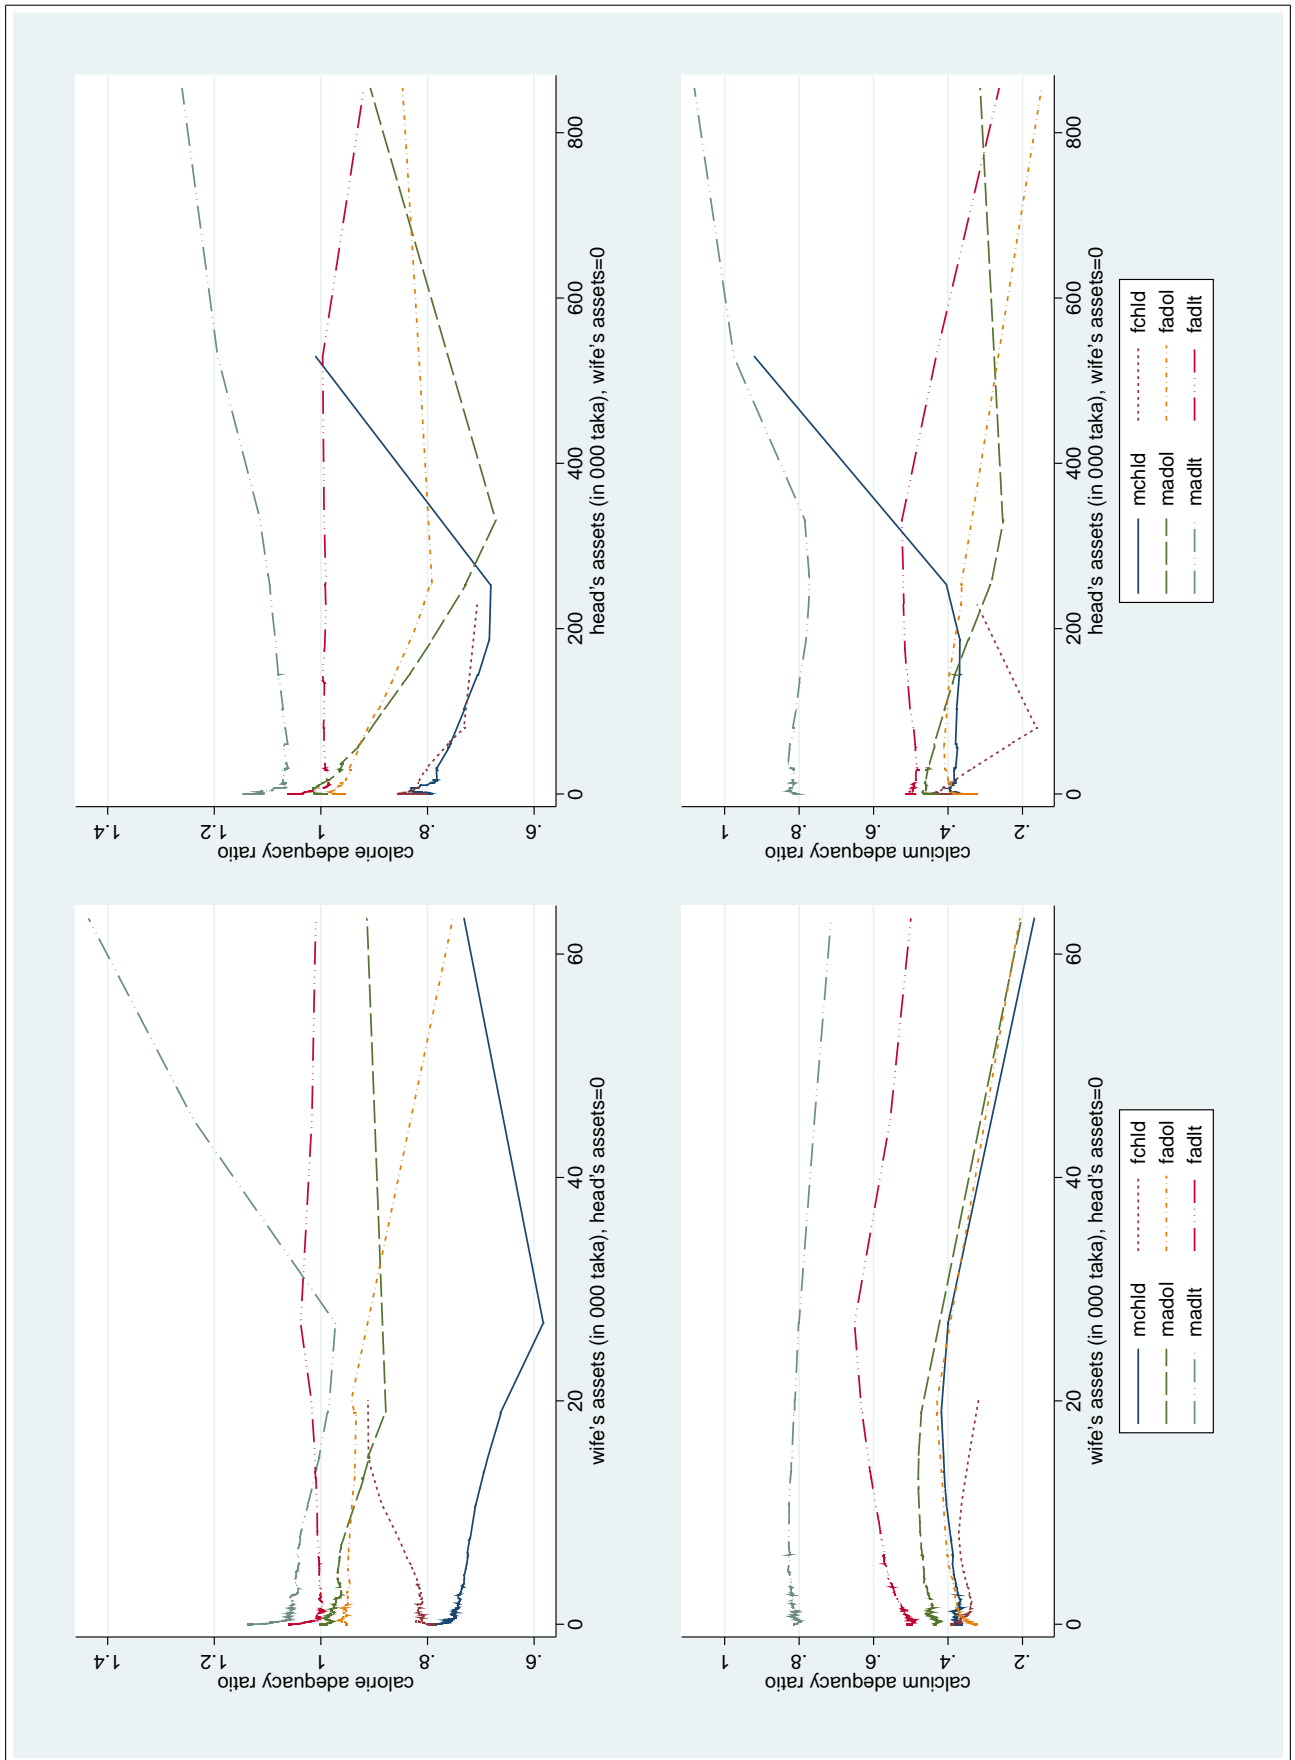 calorie adequacy ratio
1.4
1.2
1
.8
.6
0
20
40
60
wife's assets (in 000 taka), head's assets=0
calorie adequacy ratio
1.4
1.2
1
.8
.6
0
200
400
600
800
head's assets (in 000 taka), wife's assets=0
calcium adequacy ratio
1
.8
.6
.4
.2
0
20
40
60
wife's assets (in 000 taka), head's assets=0
mchld fchld
madol fadol
madlt fadlt
calcium adequacy ratio
1
.8
.6
.4
.2
0
200
400
600
800
head's assets (in 000 taka), wife's assets=0
mchld fchld
madol fadol
madlt fadlt